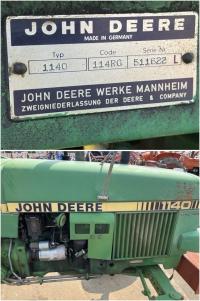 JOHN DEERE
MADE IN GERMANY
Typ Code Serie Nr.
1140 114RG 511622 L
JOHN DEERE WERKE MANNHEIM
ZWEIGNIEDERLASSUNG DER DEERE & COMPANY
JOHN DEERE
1140